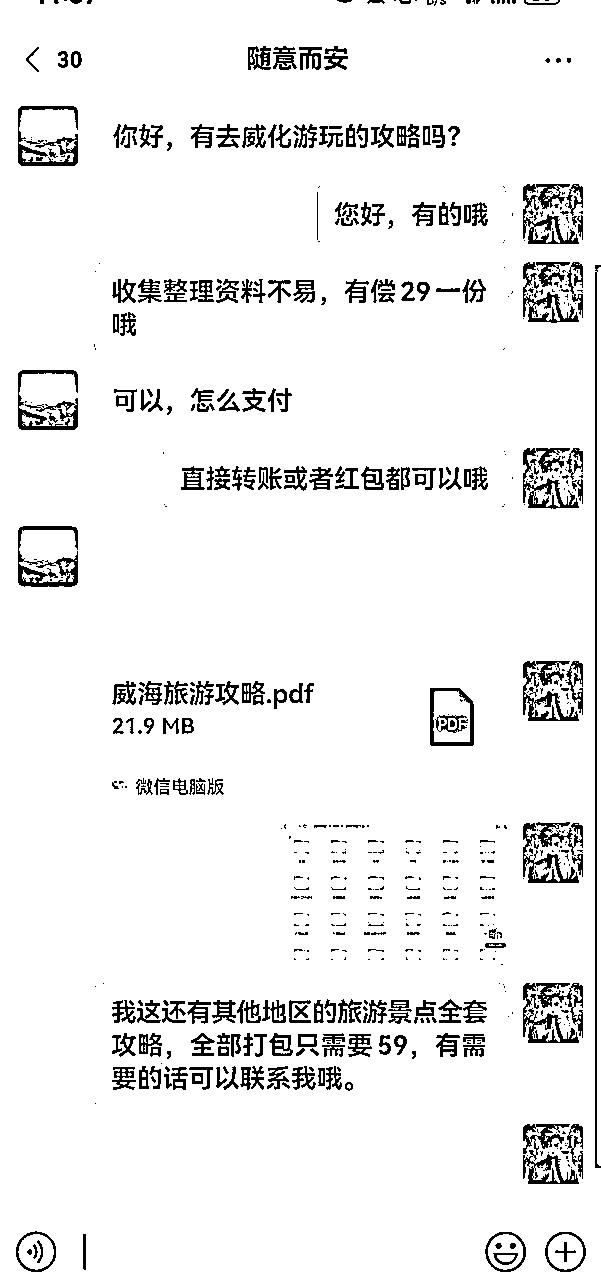 30
随意而安
你好，有去威化游玩的攻略吗？
您好，有的哦
收集整理资料不易，有偿29一份
哦
可以，怎么支付
直接转账或者红包都可以哦
威海旅游攻略.pdf
21.9 MB
PDF
微信电脑版
我这还有其他地区的旅游景点全套
攻略，全部打包只需要59，有需
要的话可以联系我哦。